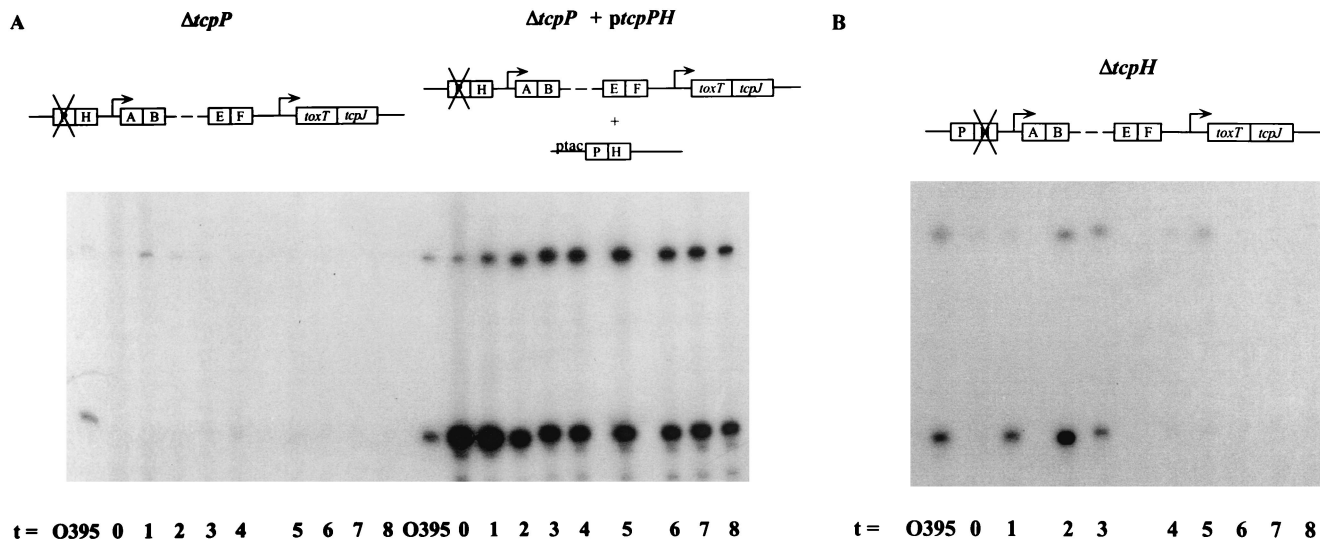 A
ΔtcpP
ΔtcpP + ptcpPH
B
ΔtcpH
H A B E F toxT tcpJ
H A B E F toxT tcpJ
+
ptac P H
P A B E F toxT tcpJ
t = O395 0 1 2 3 4 5 6 7 8 O395 0 1 2 3 4 5 6 7 8
t = O395 0 1 2 3 4 5 6 7 8